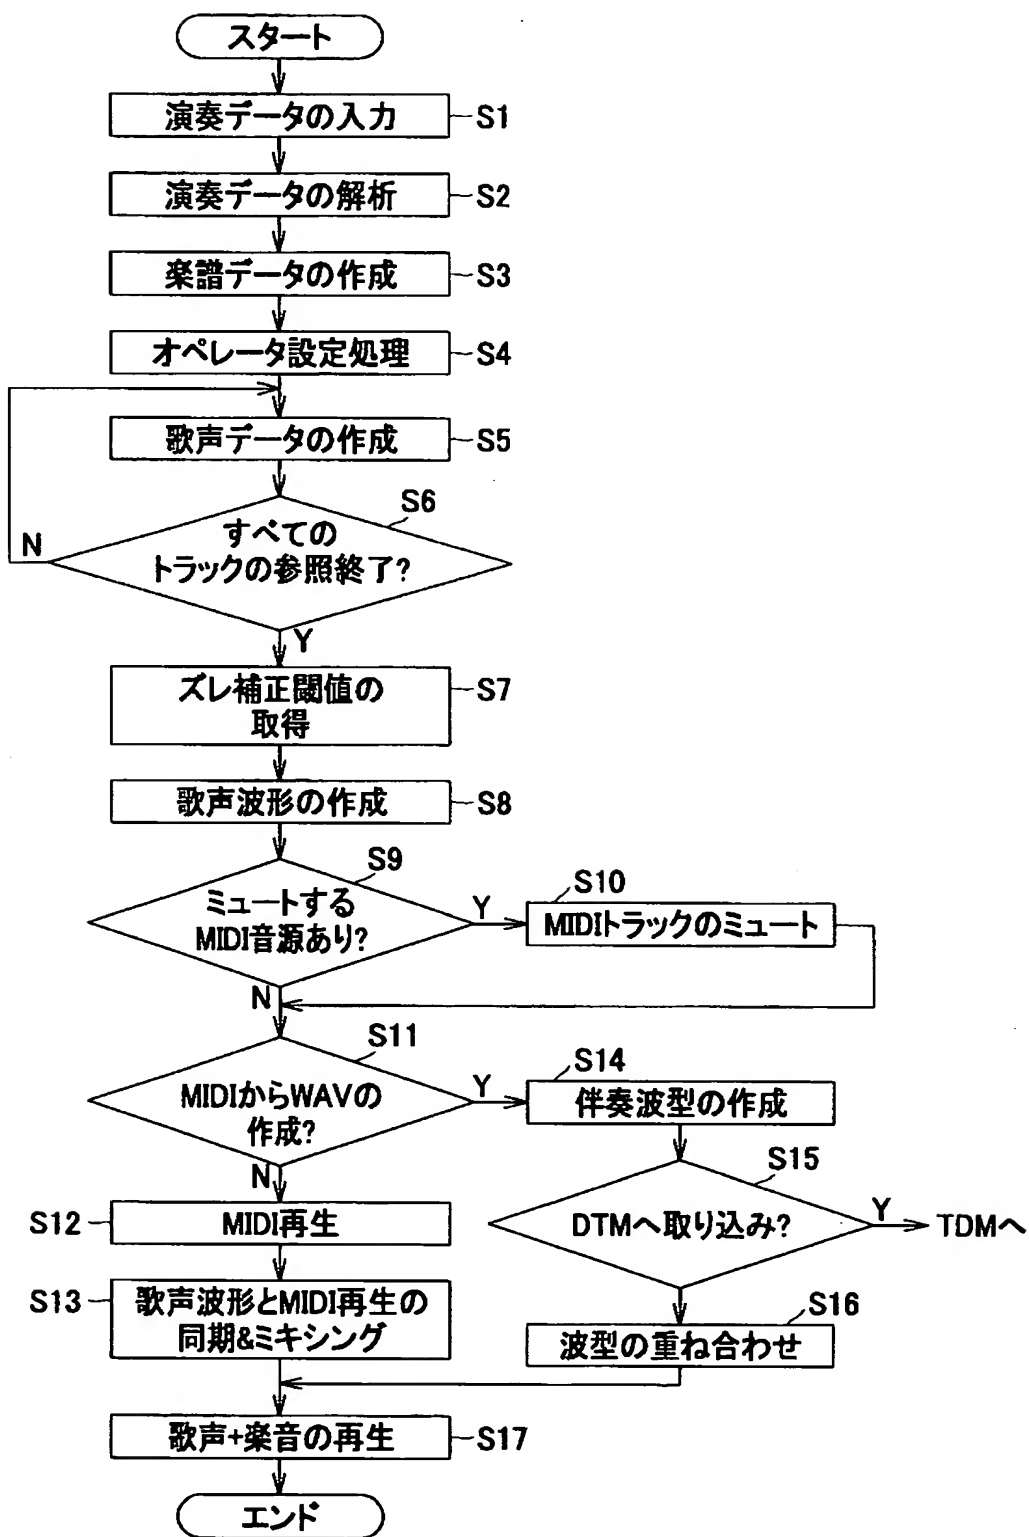 スタート
演奏データの入力
S1
演奏データの解析
S2
楽譜データの作成
S3
オペレータ設定処理
S4
歌声データの作成
S5
S6
すべての
トラックの参照終了?
N
Y
ズレ補正閾値の
取得
S7
歌声波形の作成
S8
S9
ミュートする
MIDI音源あり?
Y
S10
MIDIトラックのミュート
N
S11
MIDIからWAVの
作成?
Y
S14
伴奏波型の作成
N
S15
DTMへ取り込み?
Y
TDMへ
S12
MIDI再生
S13
歌声波形とMIDI再生の
同期&ミキシング
S16
波型の重ね合わせ
歌声+楽音の再生
S17
エンド